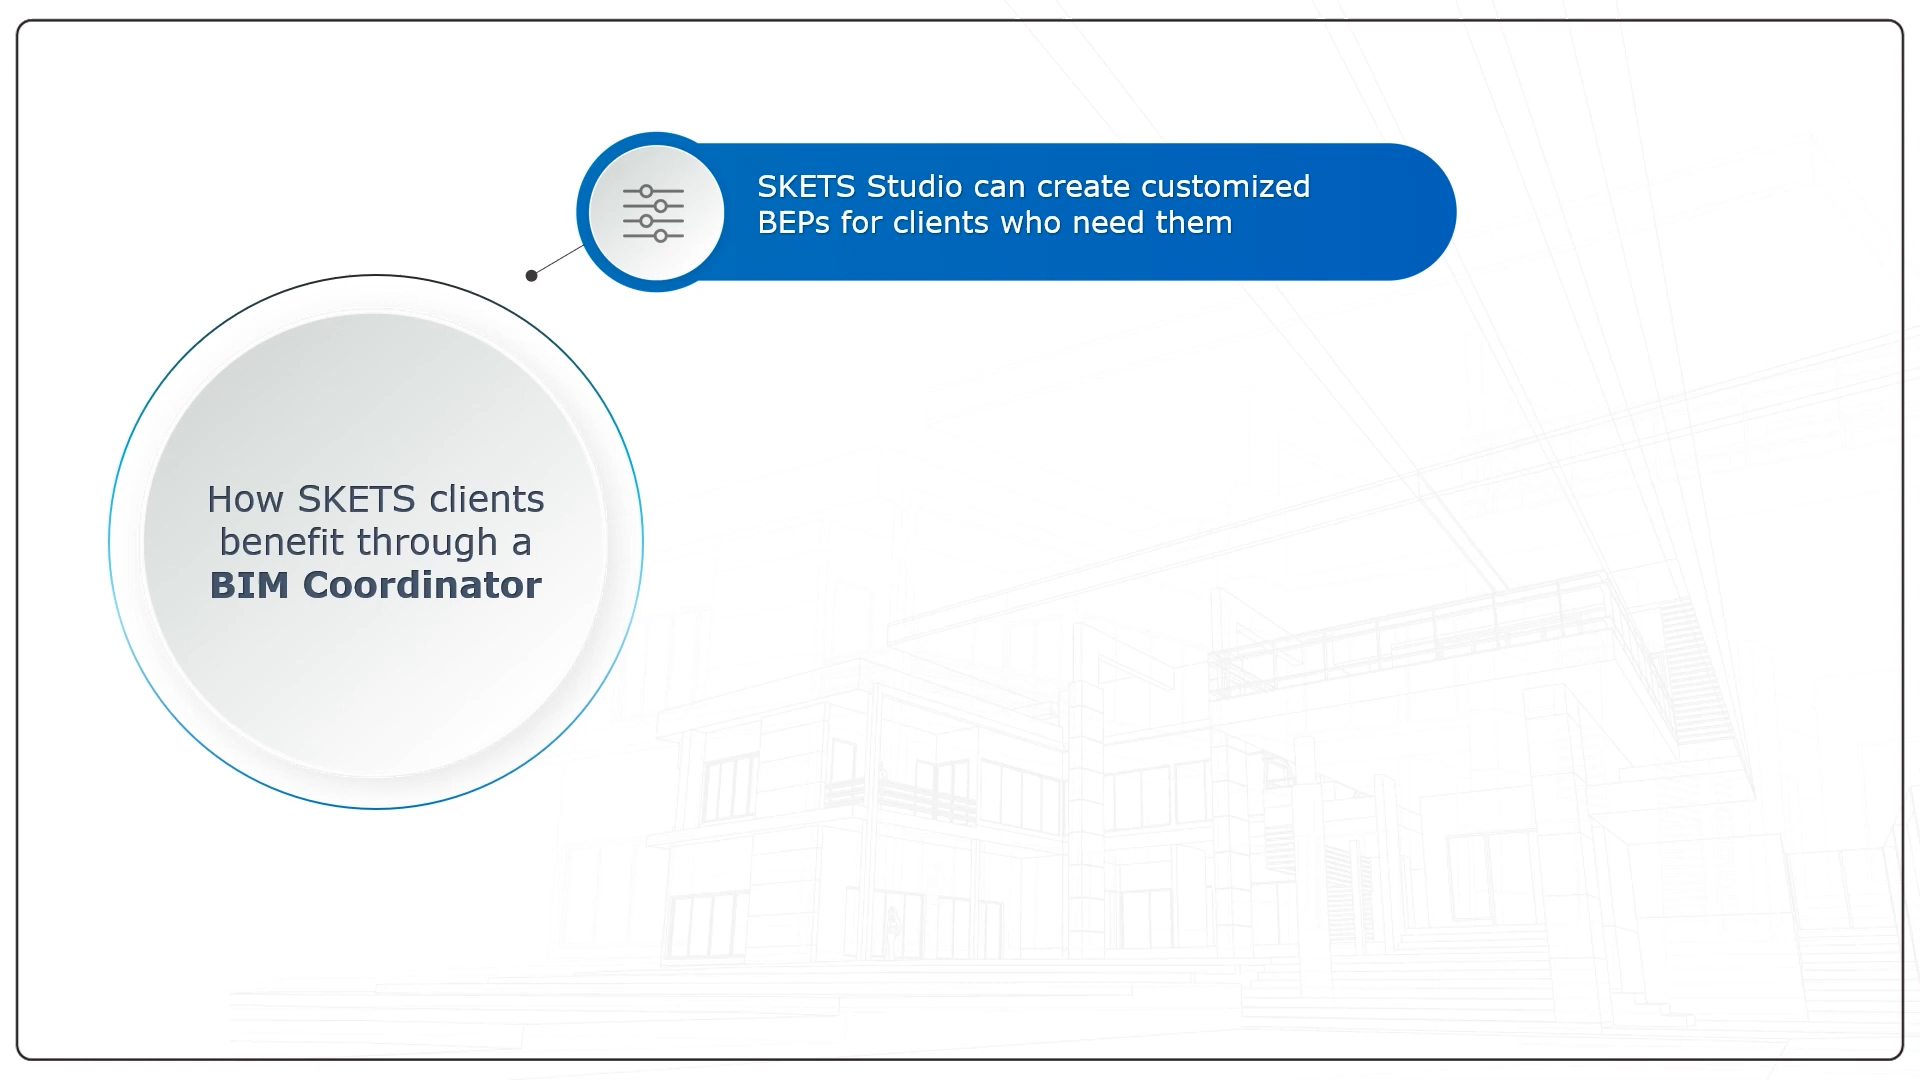 SKETS Studio can create customized
BEPs for clients who need them
How SKETS clients
benefit through a
BIM Coordinator